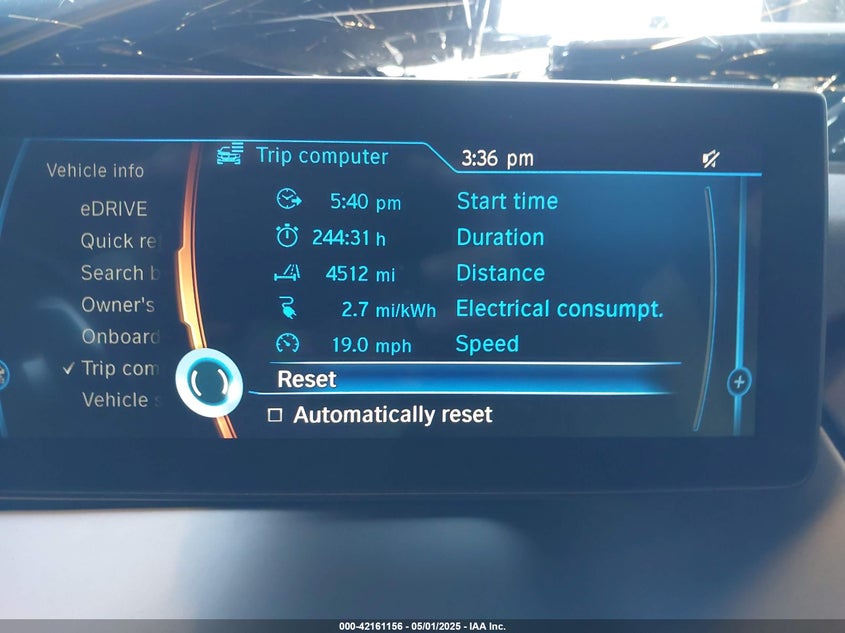 Trip computer 3:36 pm
Vehicle info
5:40 pm Start time
eDRIVE
244:31 h Duration
Quick re
4512 mi Distance
Search b
2.7 mi/kWh Electrical consumpt.
Owner's
19.0 mph Speed
Onboard
✓ Trip com
Reset
Vehicle s
Automatically reset
000-42161156 - 05/01/2025 - IAA Inc.